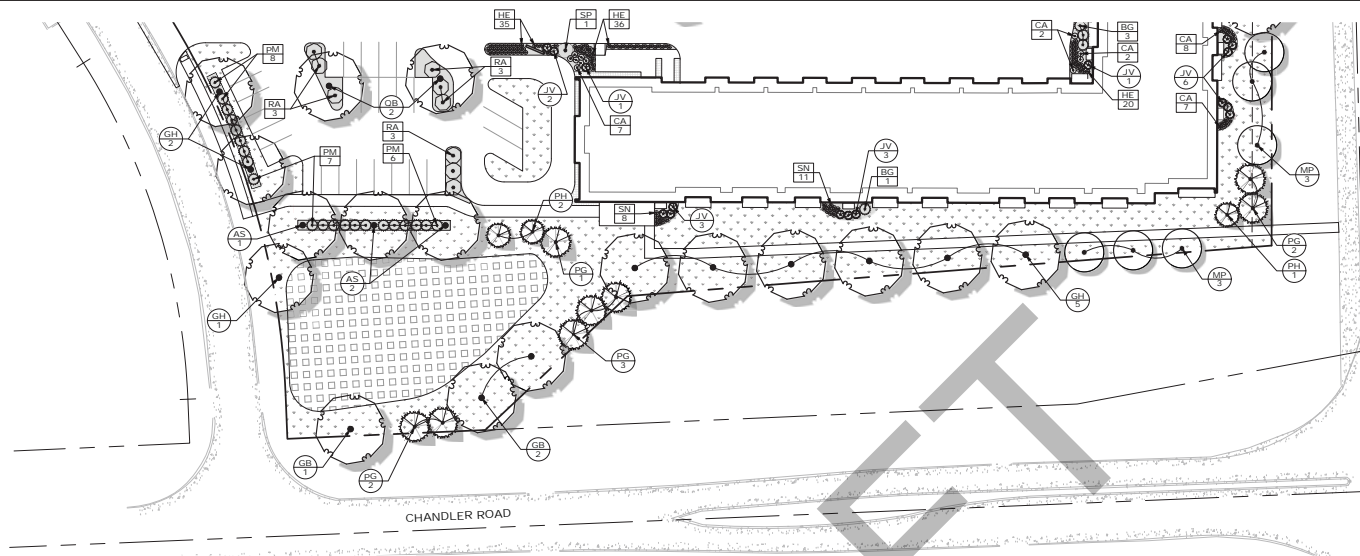 HE
35
SP
1
HE
36
CA
2
BG
3
CA
2
JV
1
HE
20
CA
8
JV
6
CA
7
PM
8
RA
3
RA
3
OB
2
JV
2
JV
1
CA
7
GH
2
PM
7
RA
3
PM
6
SN
11
JV
3
BG
1
MP
3
PH
2
SN
8
JV
3
AS
1
AS
2
PG
1
PG
2
PH
1
MP
3
GH
1
GH
5
PG
3
GB
1
PG
2
GB
2
CHANDLER ROAD
CT